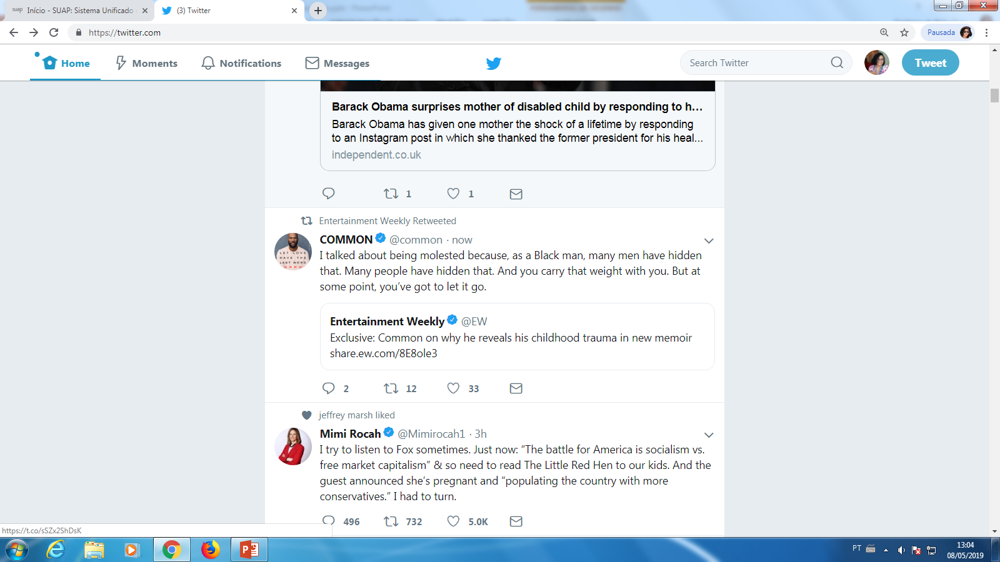 suap Início - SUAP: Sistema Unificado
(3) Twitter
https://twitter.com
Pausada
Home
Moments
Notifications
Messages
Search Twitter
Tweet
Barack Obama surprises mother of disabled child by responding to h...
Barack Obama has given one mother the shock of a lifetime by responding
to an Instagram post in which she thanked the former president for his heal...
independent.co.uk
1 1
Entertainment Weekly Retweeted
COMMON @common · now
I talked about being molested because, as a Black man, many men have hidden
that. Many people have hidden that. And you carry that weight with you. But at
some point, you’ve got to let it go.
Entertainment Weekly @EW
Exclusive: Common on why he reveals his childhood trauma in new memoir
share.ew.com/8E8ole3
2 12 33
jeffrey marsh liked
Mimi Rocah @Mimirocah1 · 3h
I try to listen to Fox sometimes. Just now: “The battle for America is socialism vs.
free market capitalism” & so need to read The Little Red Hen to our kids. And the
guest announced she’s pregnant and “populating the country with more
conservatives.” I had to turn.
496 732 5.0K
https://t.co/sSZx2ShDsK
PT
13:04
08/05/2019